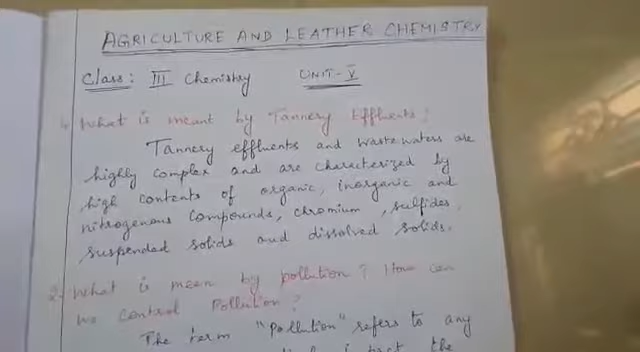 AGRICULTURE AND LEATHER CHEMISTRY
Class: III Chemistry UNIT-V
1. What is meant by Tannery Effluents?
Tannery effluents and wastewaters are
highly complex and are characterized by
high contents of organic, inorganic and
nitrogenous compounds, chromium, sulfides,
suspended solids and dissolved solids.
2. What is mean by pollution? How can
we control Pollution?
The term "Pollution" refers to any
the